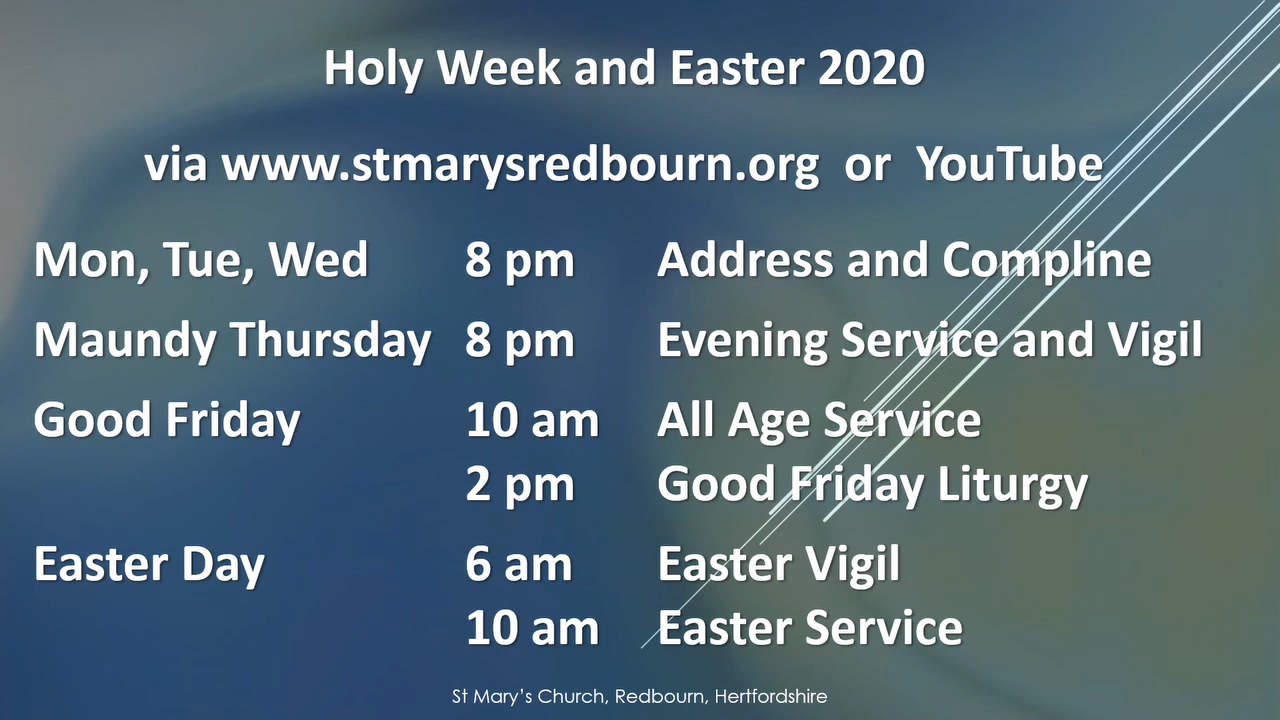 Holy Week and Easter 2020
via www.stmarysredbourn.org or YouTube
Mon, Tue, Wed 8 pm Address and Compline
Maundy Thursday 8 pm Evening Service and Vigil
Good Friday 10 am All Age Service
2 pm Good Friday Liturgy
Easter Day 6 am Easter Vigil
10 am Easter Service
St Mary's Church, Redbourn, Hertfordshire